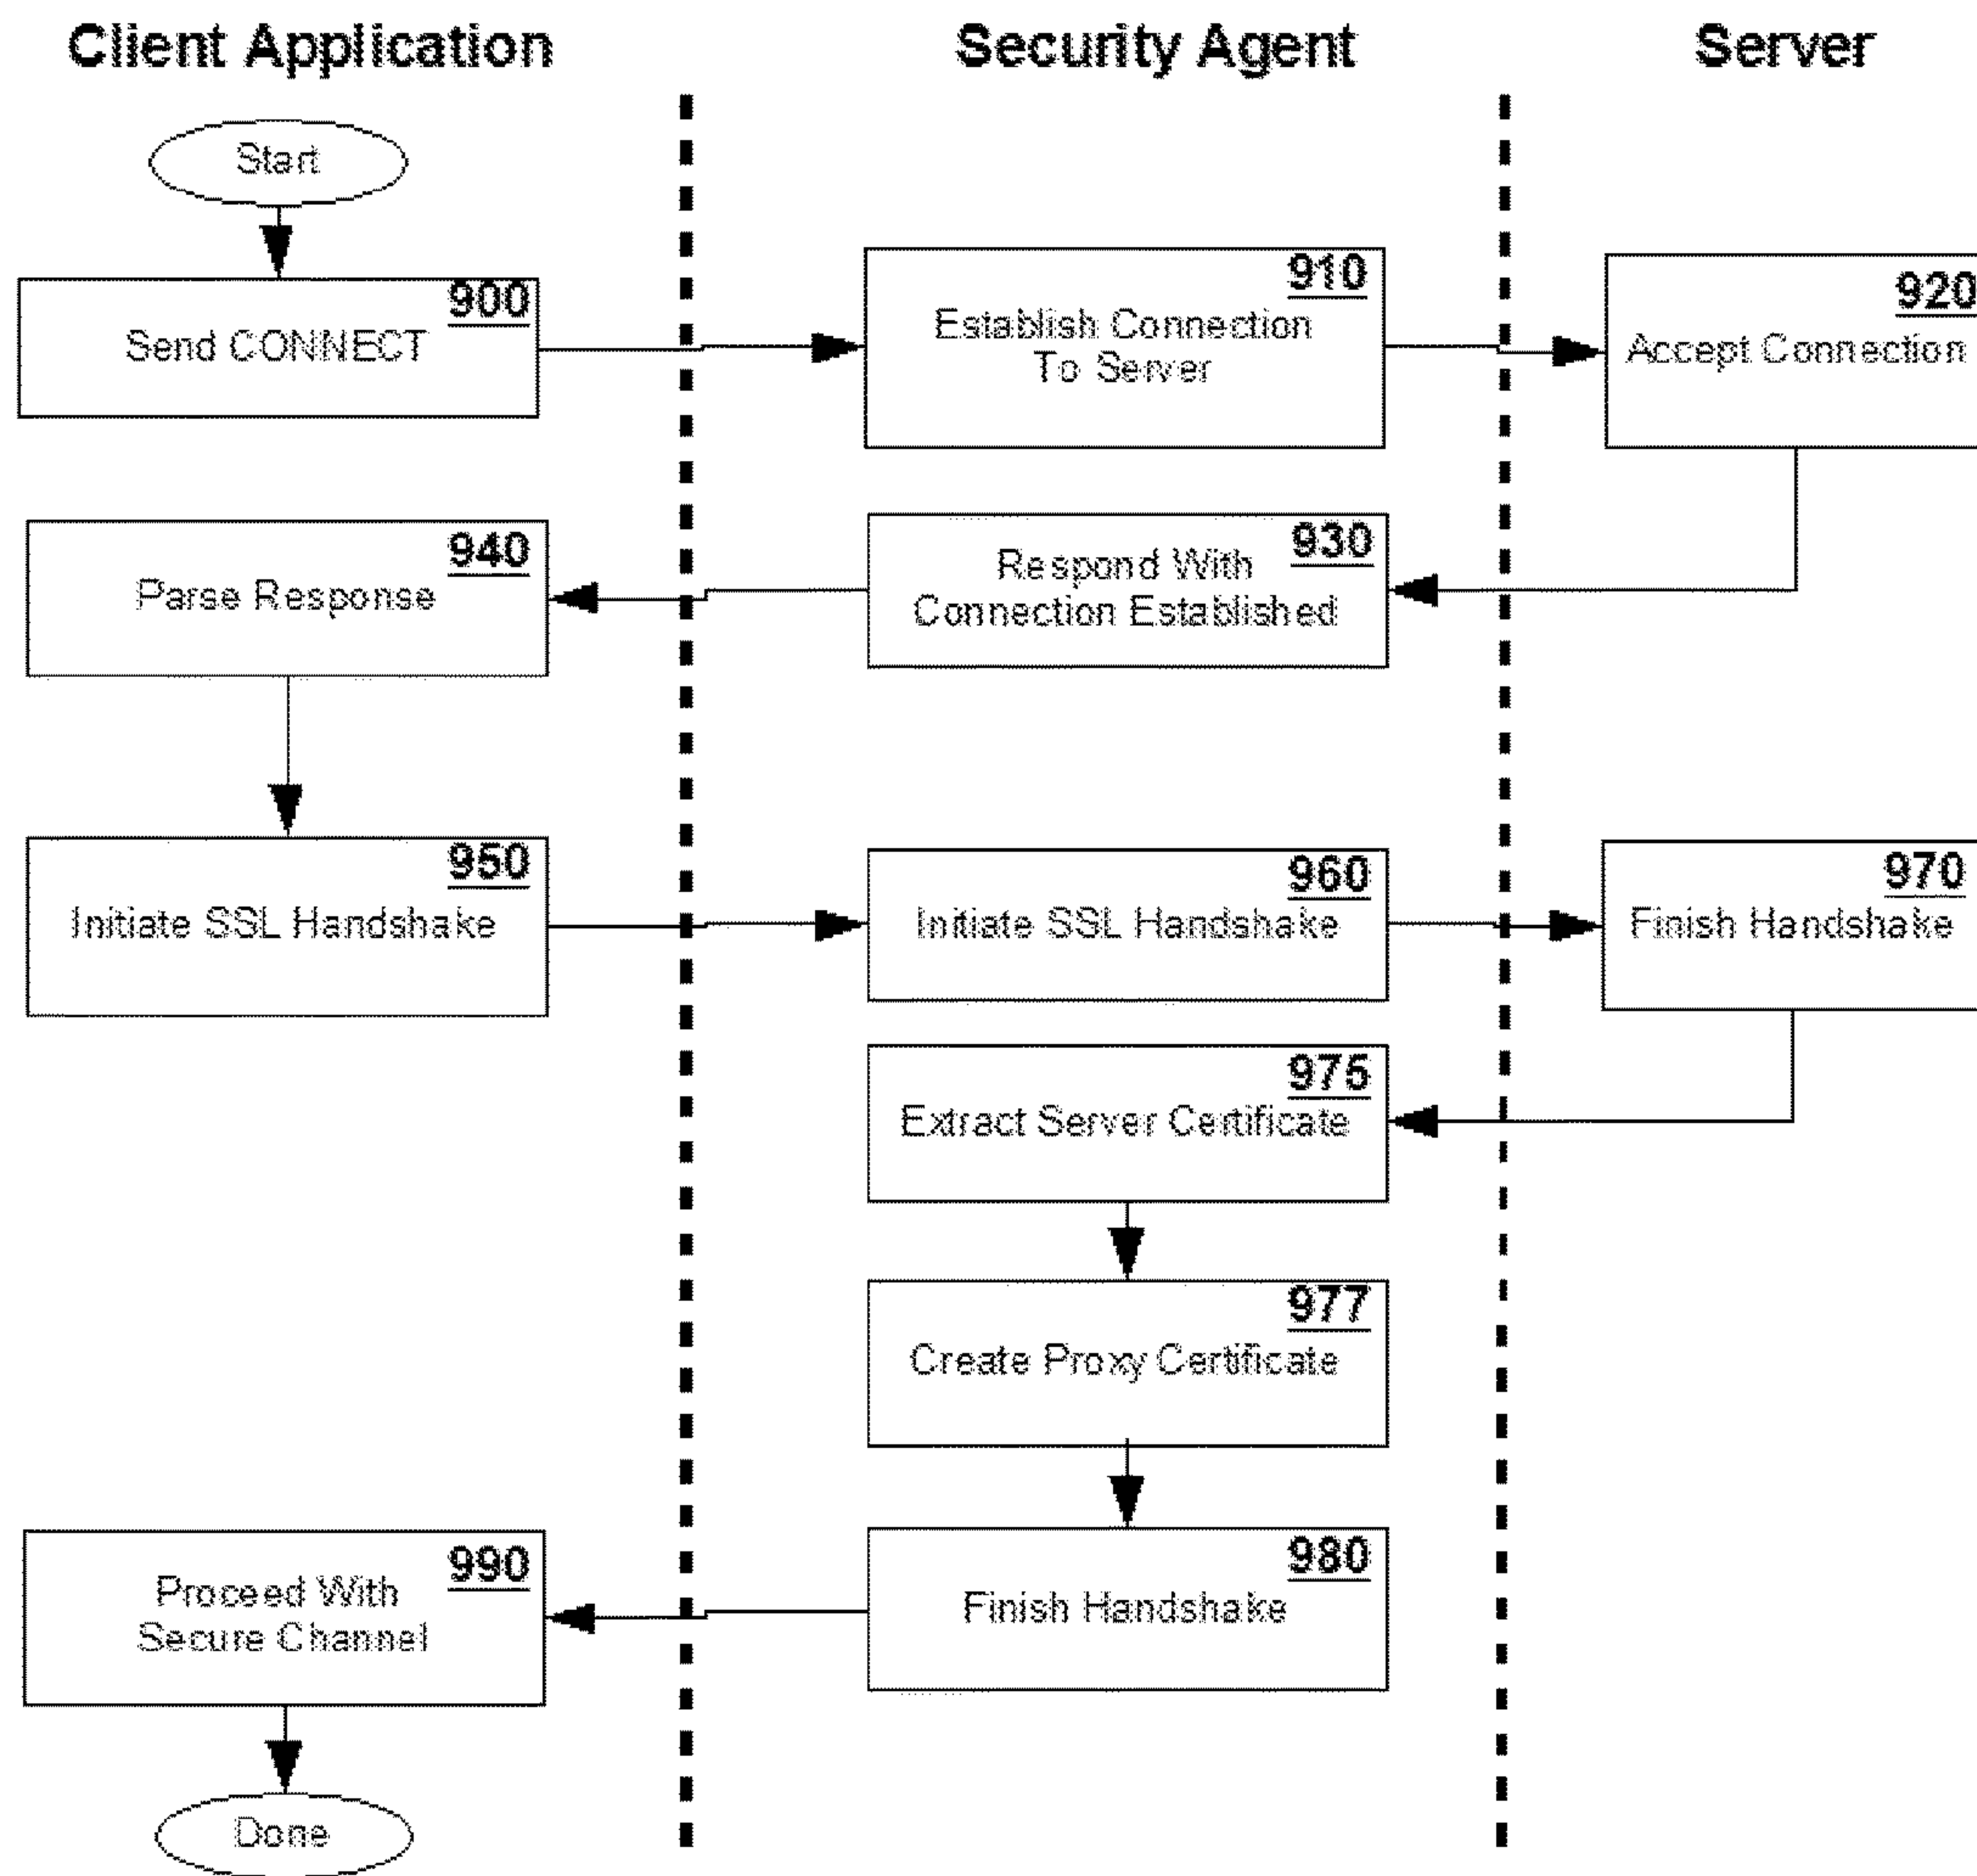 Client Application
Security Agent
Server
Start
900
Send CONNECT
910
Establish Connection
To Server
920
Accept Connection
930
Respond With
Connection Established
940
Parse Response
950
Initiate SSL Handshake
960
Initiate SSL Handshake
970
Finish Handshake
975
Extract Server Certificate
977
Create Proxy Certificate
980
Finish Handshake
990
Proceed With
Secure Channel
Done